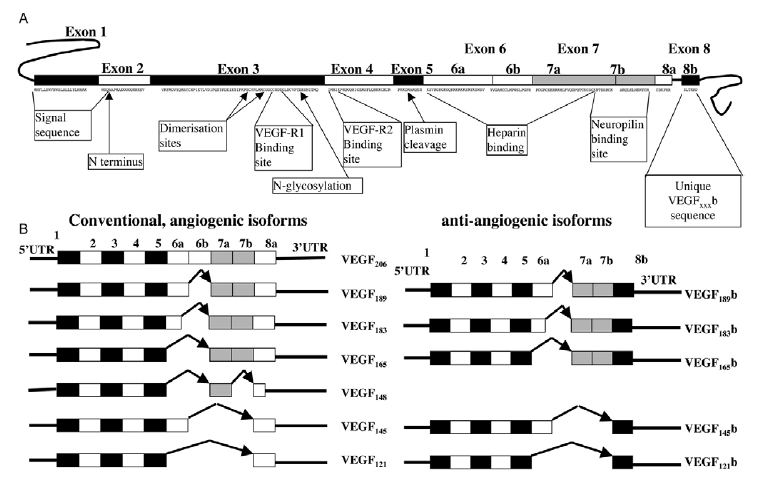 A
Exon 1
Exon 2
Exon 3
Exon 4
Exon 5
Exon 6
6a
6b
Exon 7
7a
7b
Exon 8
8a
8b
Signal
sequence
N terminus
Dimerisation
sites
VEGF-R1
Binding
site
N-glycosylation
VEGF-R2
Binding
site
Plasmin
cleavage
Heparin
binding
Neuropilin
binding
site
Unique
VEGFxxxb
sequence
B
Conventional, angiogenic isoforms
5'UTR
1 2 3 4 5 6a 6b 7a 7b 8a
3'UTR
VEGF206
VEGF189
VEGF183
VEGF165
VEGF148
VEGF145
VEGF121
anti-angiogenic isoforms
5'UTR
1 2 3 4 5 6a 7a 7b 8b
3'UTR
VEGF189b
VEGF183b
VEGF165b
VEGF145b
VEGF121b